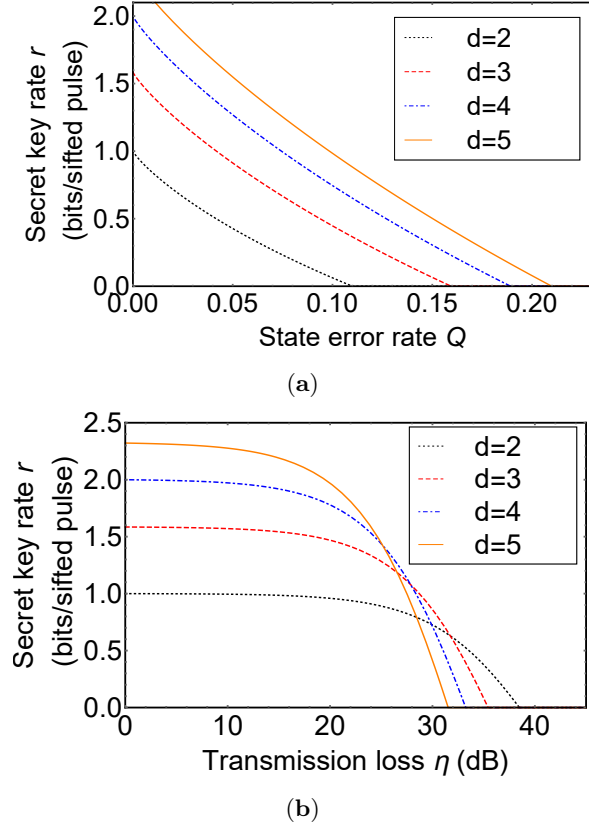 2.0
1.5
1.0
0.5
0.0
Secret key rate r
(bits/sifted pulse)
d=2
d=3
d=4
d=5
0.00 0.05 0.10 0.15 0.20
State error rate Q
(a)
2.5
2.0
1.5
1.0
0.5
0.0
Secret key rate r
(bits/sifted pulse)
d=2
d=3
d=4
d=5
0 10 20 30 40
Transmission loss η (dB)
(b)